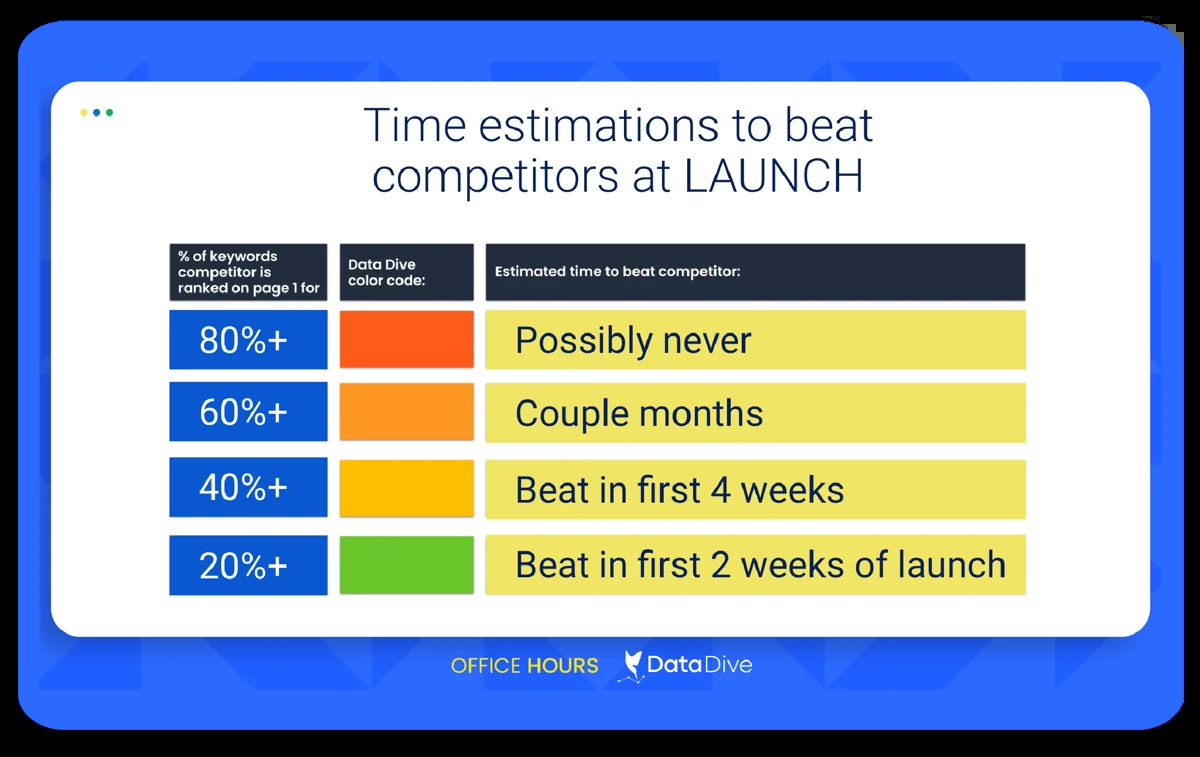 Time estimations to beat
competitors at LAUNCH
% of keywords
competitor is
ranked on page 1 for
Data Dive
color code:
Estimated time to beat competitor:
80%+
Possibly never
60%+
Couple months
40%+
Beat in first 4 weeks
20%+
Beat in first 2 weeks of launch
OFFICE HOURS
DataDive